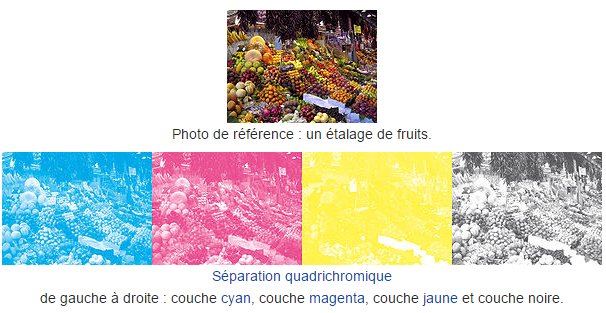 Photo de référence : un étalage de fruits.
Séparation quadrichromique
de gauche à droite : couche cyan, couche magenta, couche jaune et couche noire.